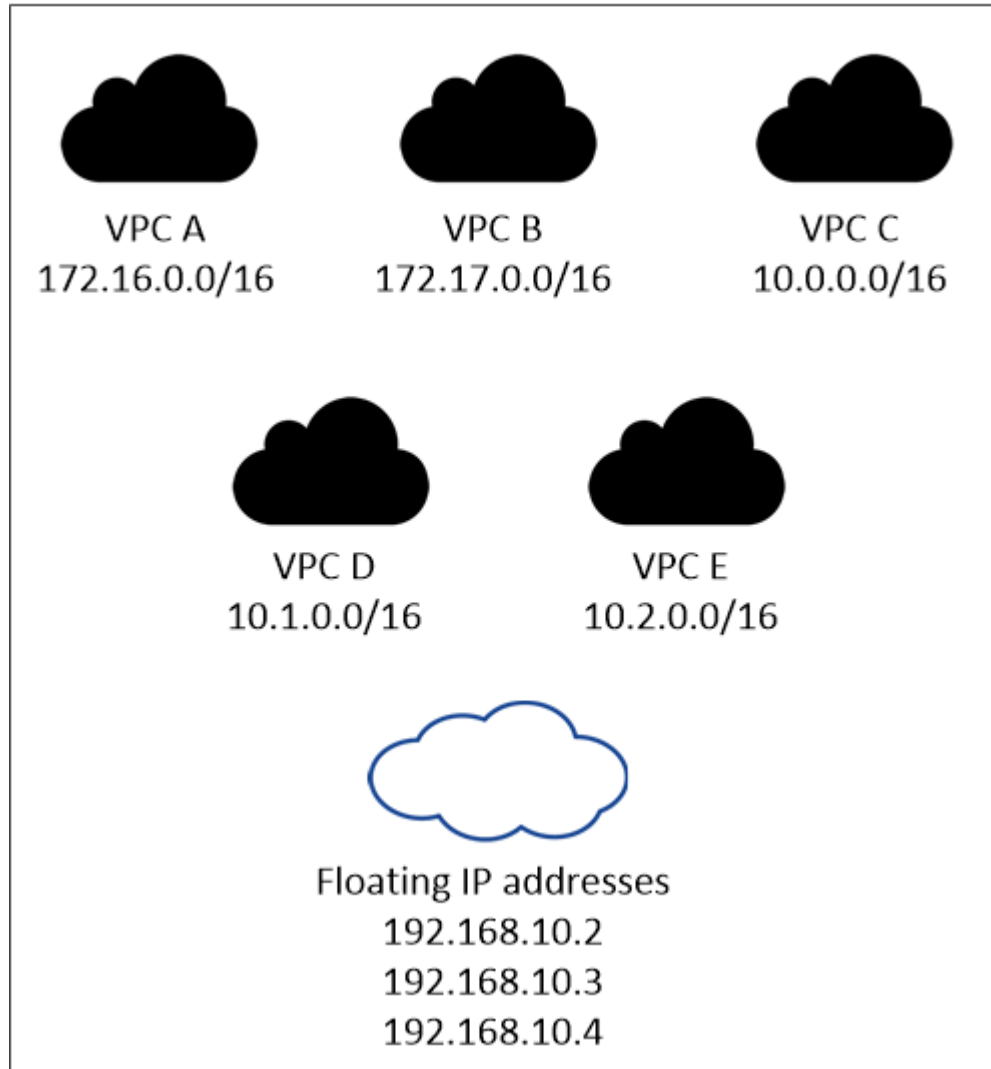 VPC A
172.16.0.0/16
VPC B
172.17.0.0/16
VPC C
10.0.0.0/16
VPC D
10.1.0.0/16
VPC E
10.2.0.0/16
Floating IP addresses
192.168.10.2
192.168.10.3
192.168.10.4